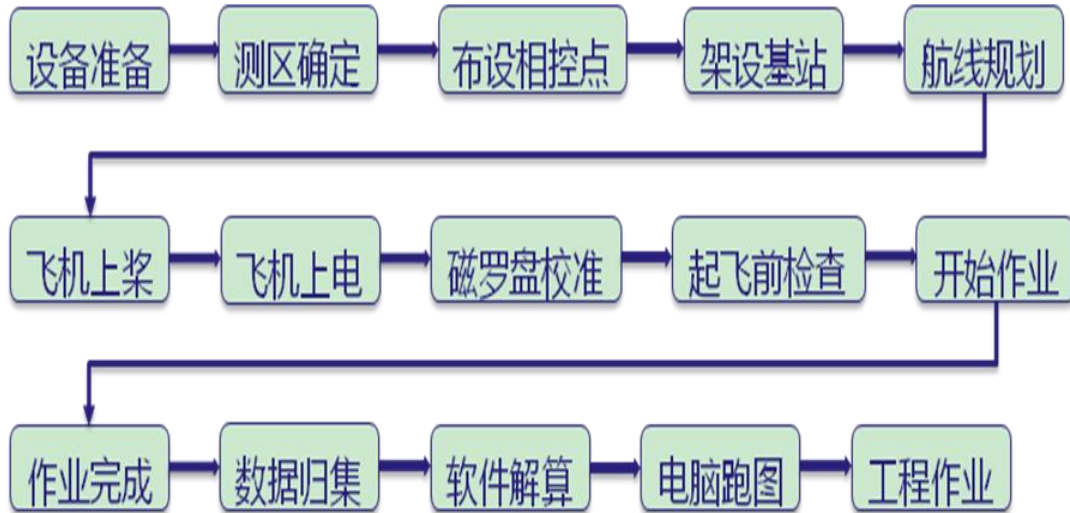 设备准备 测区确定 布设相控点 架设基站 航线规划
飞机上桨 飞机上电 磁罗盘校准 起飞前检查 开始作业
作业完成 数据归集 软件解算 电脑跑图 工程作业